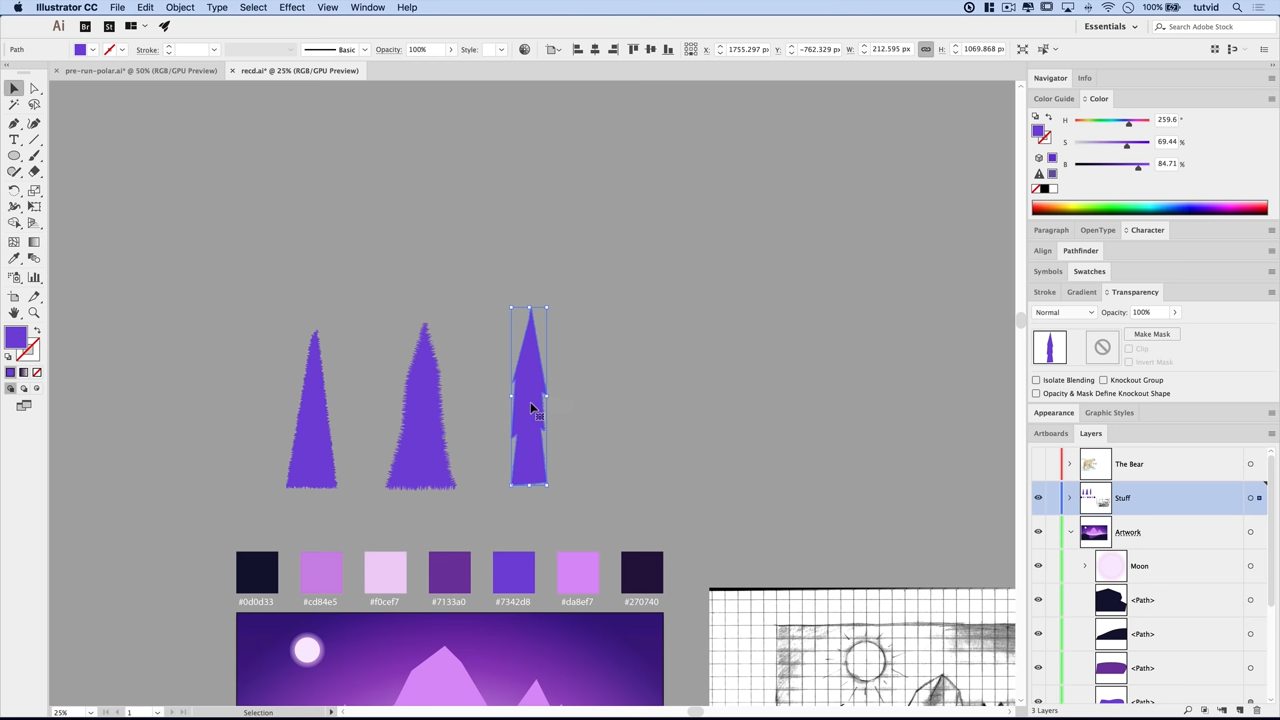 Illustrator CC File Edit Object Type Select Effect View Window Help 100% tutvid
Ai Br St Essentials Search Adobe Stock
Path Stroke: Basic Opacity: 100% Style: X: 1755.297 px Y: -762.329 px W: 212.595 px H: 1069.868 px
× pre-run-polar.ai* @ 50% (RGB/GPU Preview) × recd.ai* @ 25% (RGB/GPU Preview)
Navigator Info
Color Guide Color
H 259.6 °
S 69.44 %
B 84.71 %
Paragraph OpenType Character
Align Pathfinder
Symbols Swatches
Stroke Gradient Transparency
Normal Opacity: 100%
Make Mask
Clip
Invert Mask
Isolate Blending Knockout Group
Opacity & Mask Define Knockout Shape
Appearance Graphic Styles
Artboards Layers
The Bear
Stuff
Artwork
Moon
<Path>
<Path>
<Path>
<Path>
3 Layers
#0d0d33 #cd84e5 #f0cef7 #7133a0 #7342d8 #da8ef7 #270740
25% 1 Selection